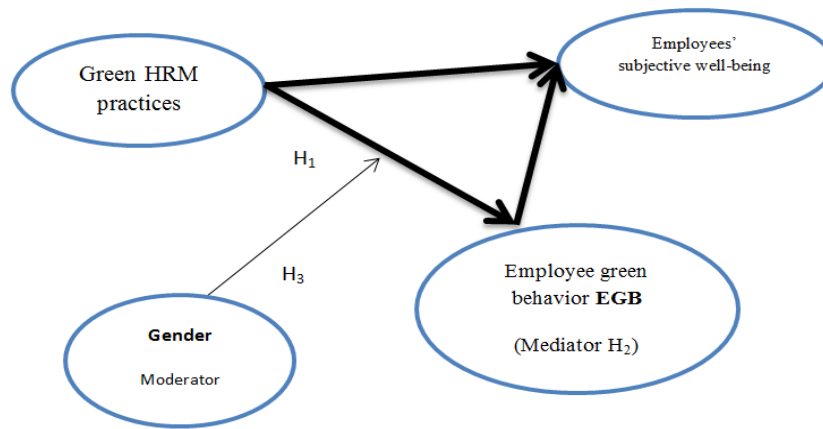 Green HRM
practices
Employees’
subjective well-being
H₁
H₃
Employee green
behavior EGB
(Mediator H₂)
Gender
Moderator